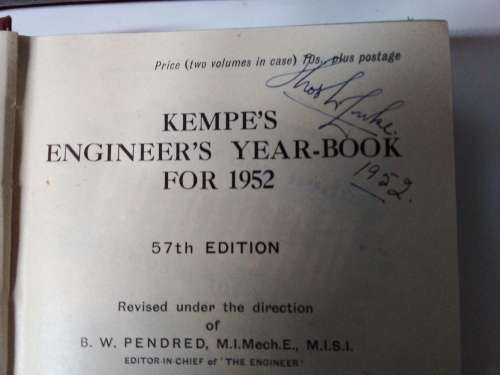 Price (two volumes in case) 70s. plus postage
KEMPE'S
ENGINEER'S YEAR-BOOK
FOR 1952
1952.
57th EDITION
Revised under the direction
of
B. W. PENDRED, M.I.Mech.E., M.I.S.I.
EDITOR-IN-CHIEF of 'THE ENGINEER'